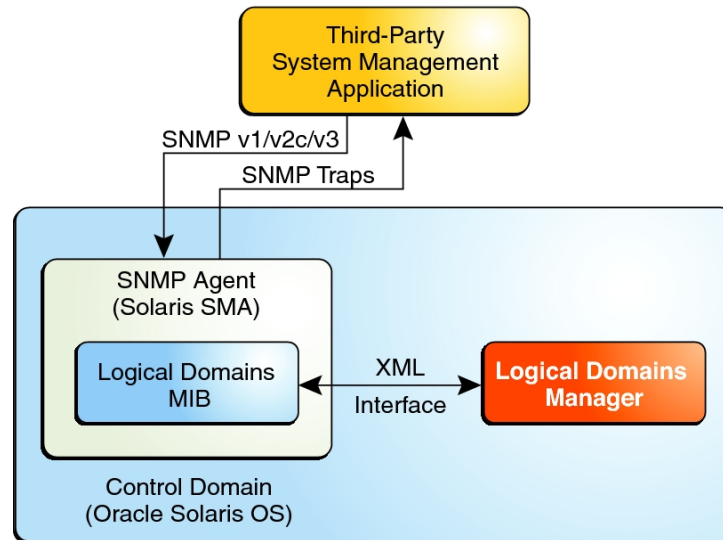 Third-Party
System Management
Application
SNMP v1/v2c/v3
SNMP Traps
SNMP Agent
(Solaris SMA)
Logical Domains
MIB
XML
Interface
Logical Domains
Manager
Control Domain
(Oracle Solaris OS)